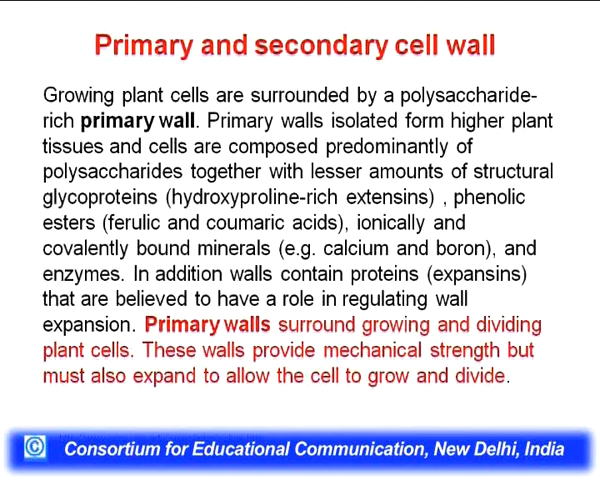 Primary and secondary cell wall
Growing plant cells are surrounded by a polysaccharide-
rich primary wall. Primary walls isolated form higher plant
tissues and cells are composed predominantly of
polysaccharides together with lesser amounts of structural
glycoproteins (hydroxyproline-rich extensins) , phenolic
esters (ferulic and coumaric acids), ionically and
covalently bound minerals (e.g. calcium and boron), and
enzymes. In addition walls contain proteins (expansins)
that are believed to have a role in regulating wall
expansion. Primary walls surround growing and dividing
plant cells. These walls provide mechanical strength but
must also expand to allow the cell to grow and divide.
© Consortium for Educational Communication, New Delhi, India